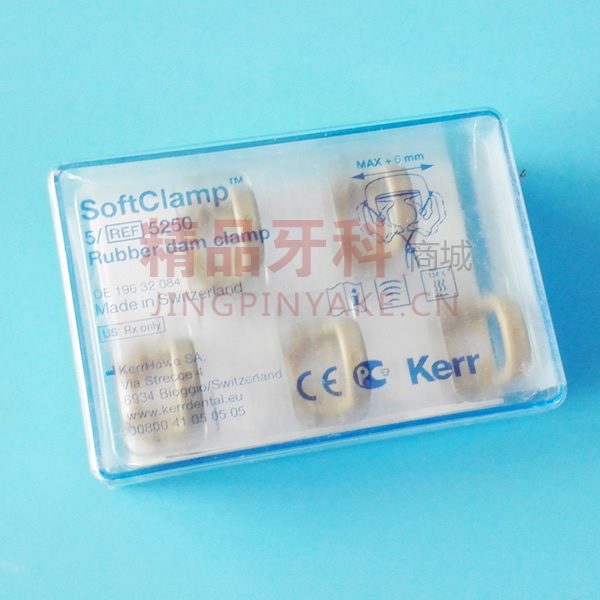 SoftClamp™
MAX + 6 mm
5/ REF 5250
Rubber dam clamp
精品牙科商城
DE 196 32 084
Made in Switzerland
JINGPINYAKE.CN
US: Rx only
KerrHawe SA,
Via Strecce 4
6934 Bioggio/Switzerland
www.kerrdental.eu
00800 41 05 05 05
CE
Kerr